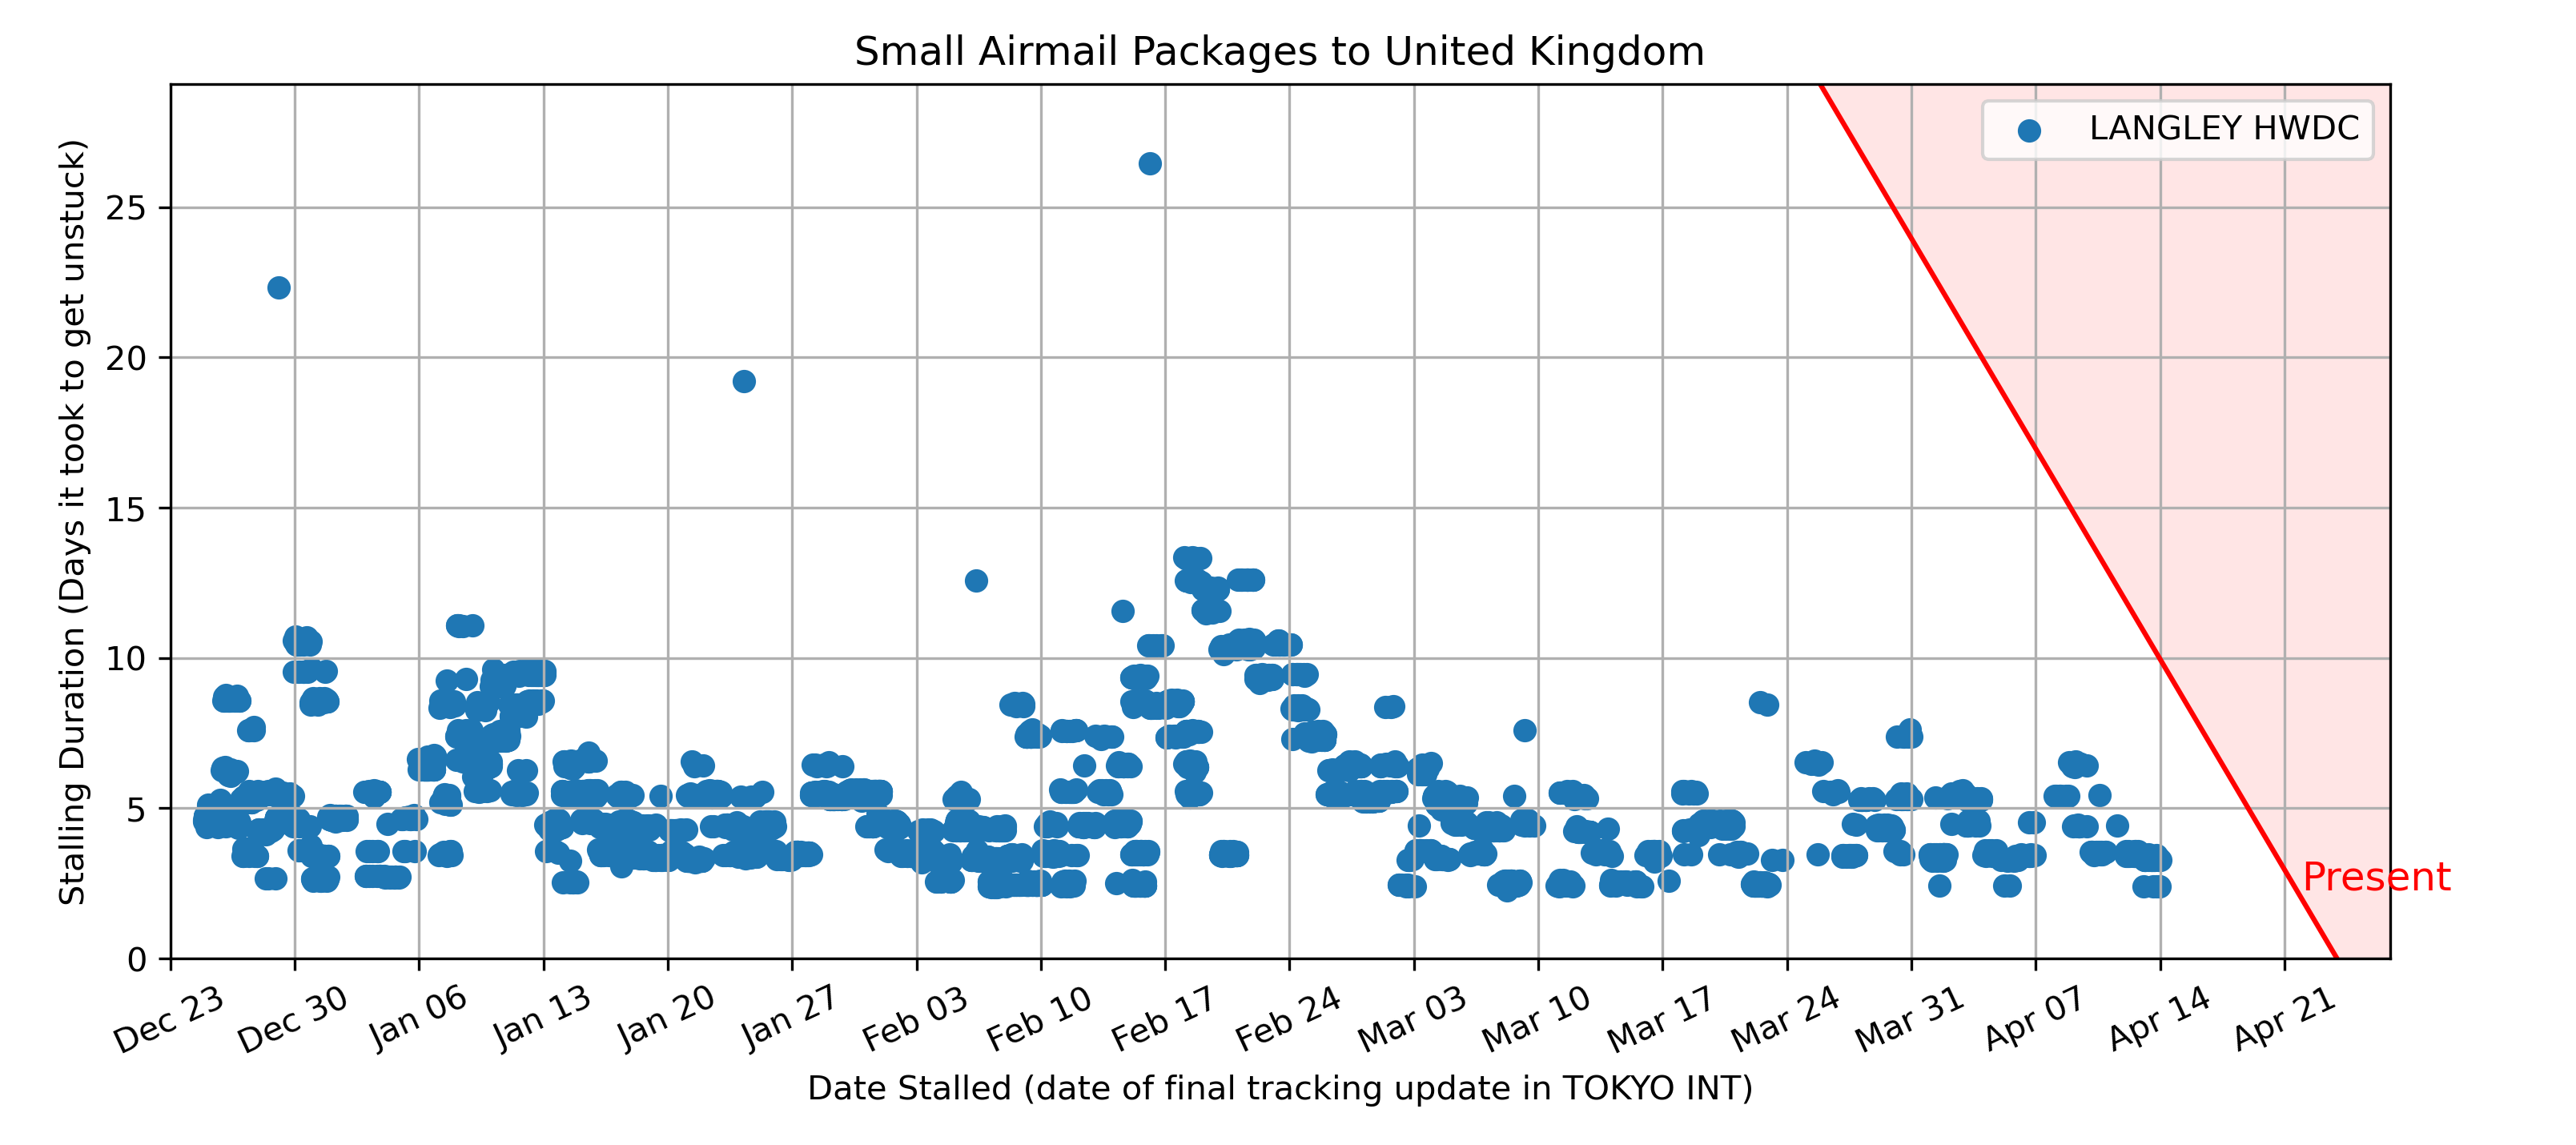 Small Airmail Packages to United Kingdom
LANGLEY HWDC
Stalling Duration (Days it took to get unstuck)
25
20
15
10
5
0
Present
Dec 23
Dec 30
Jan 06
Jan 13
Jan 20
Jan 27
Feb 03
Feb 10
Feb 17
Feb 24
Mar 03
Mar 10
Mar 17
Mar 24
Mar 31
Apr 07
Apr 14
Apr 21
Date Stalled (date of final tracking update in TOKYO INT)